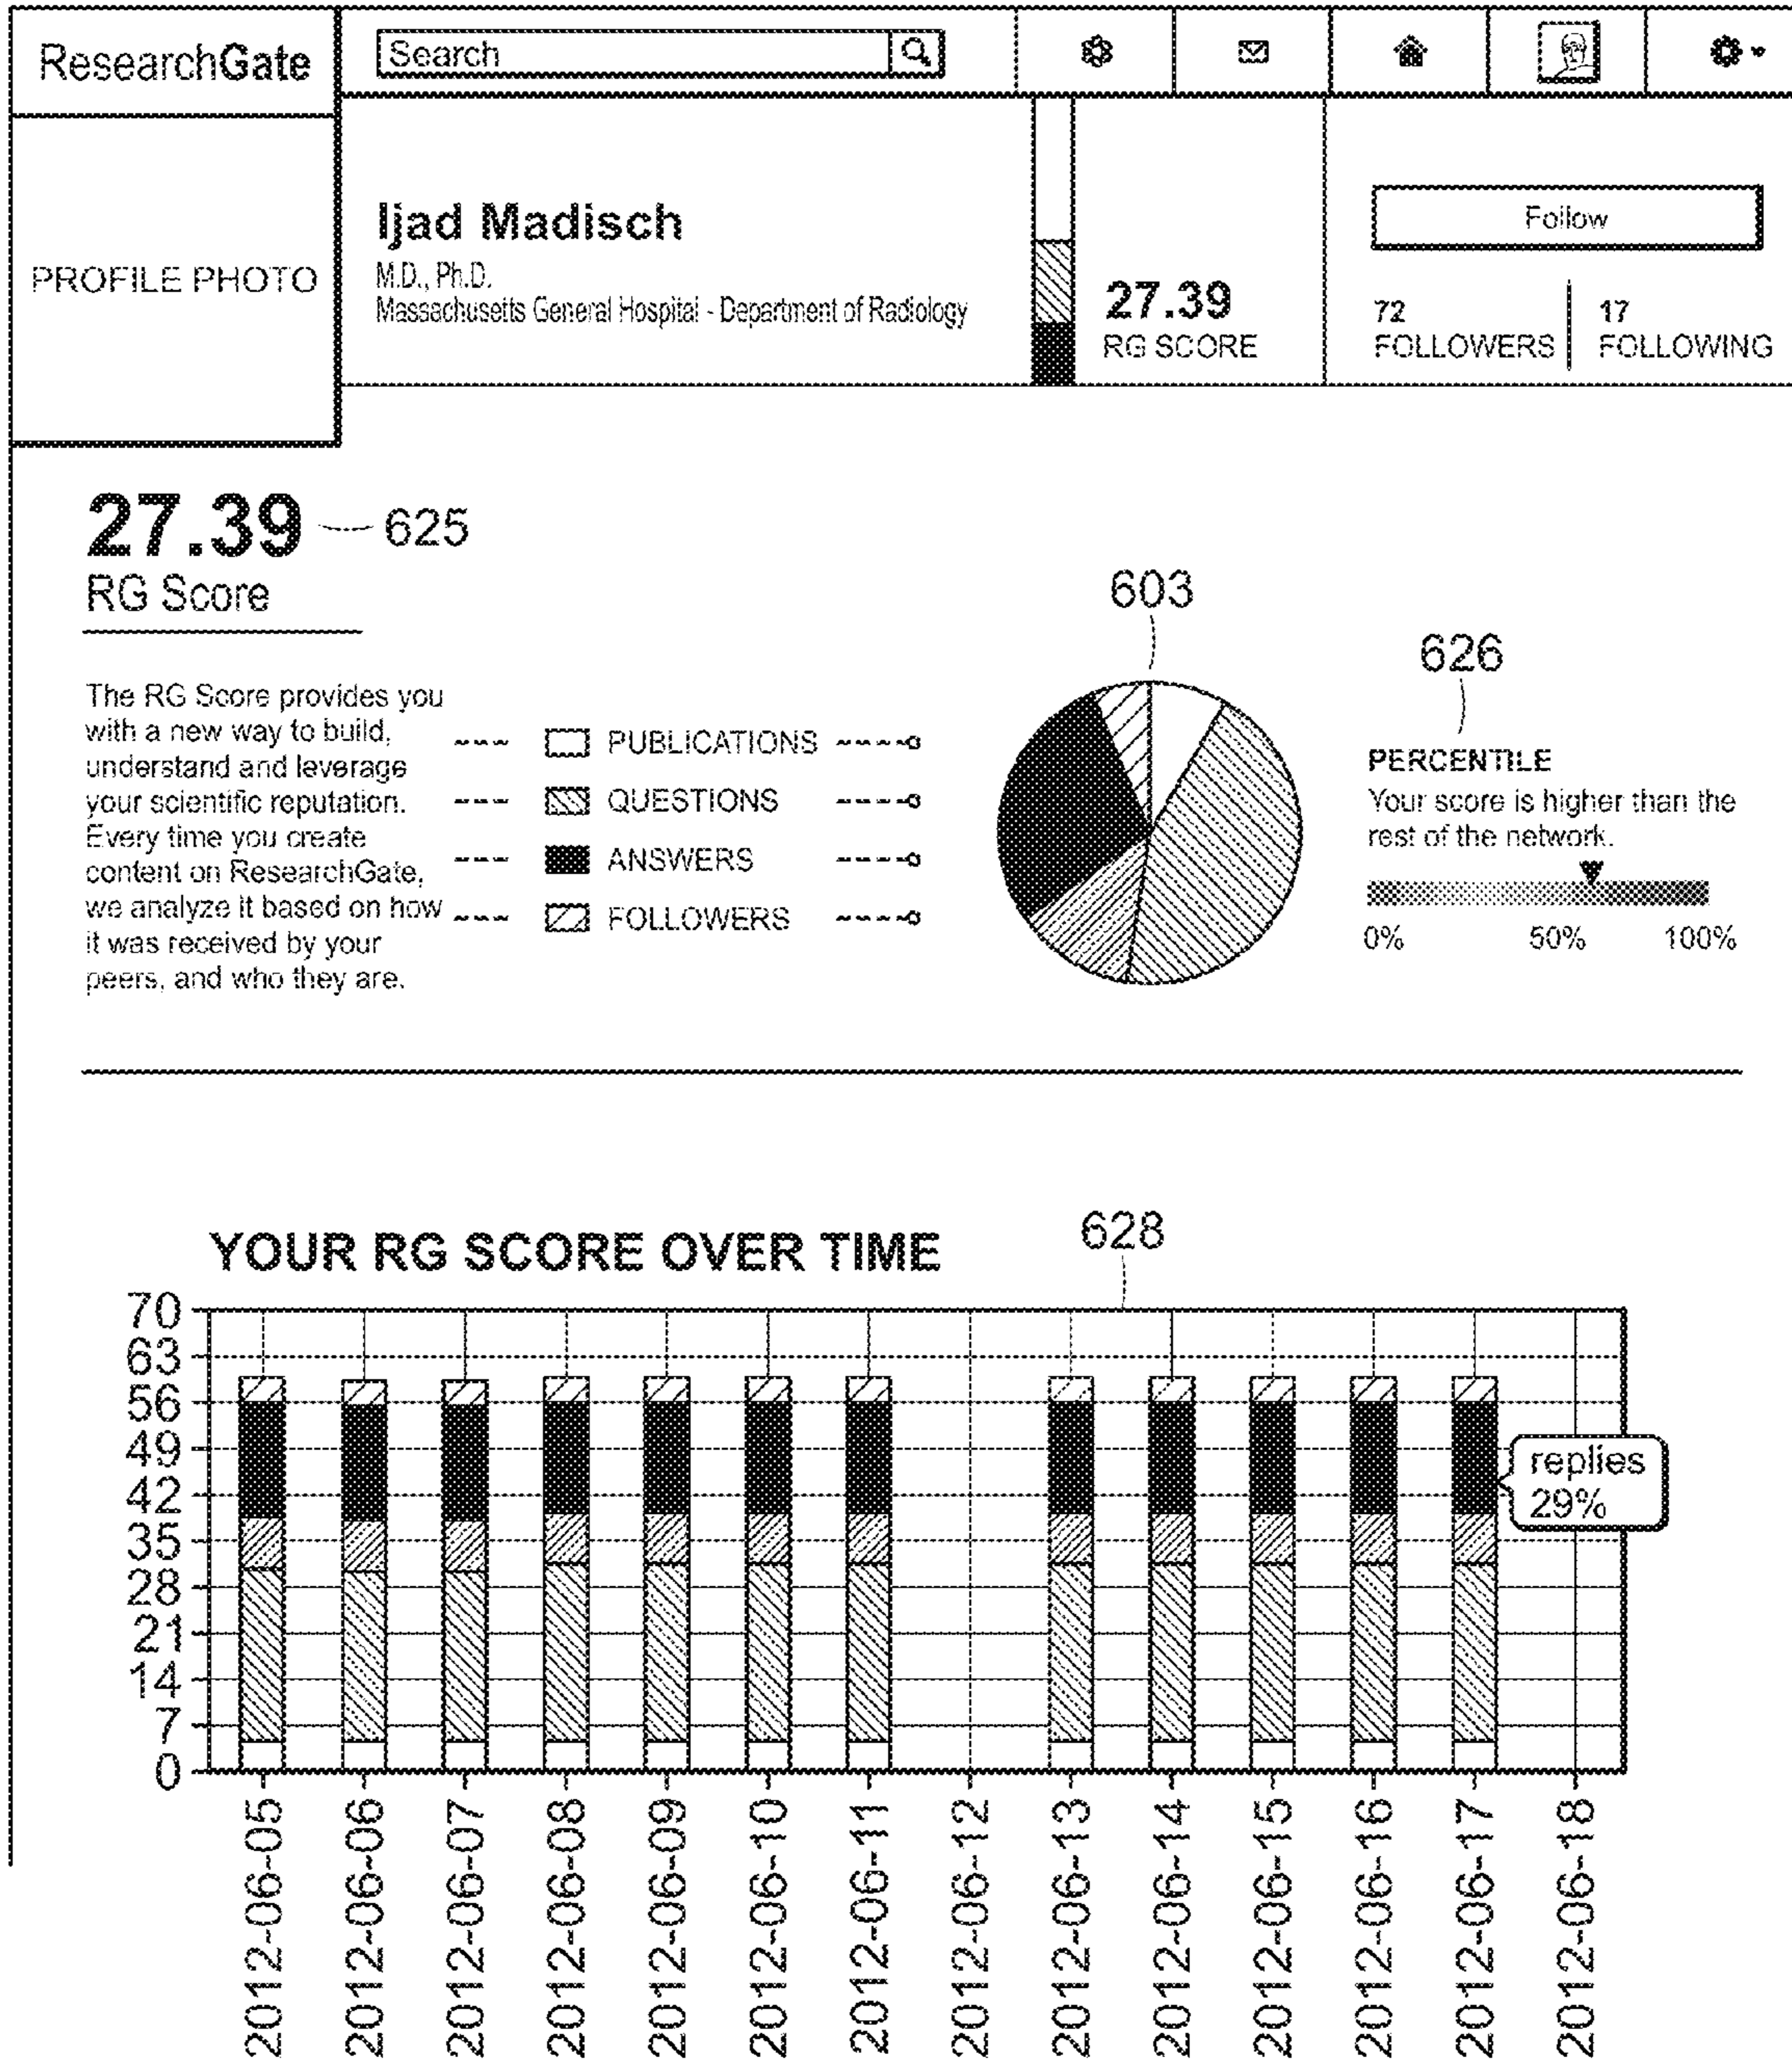 ResearchGate
Search
PROFILE PHOTO
Ijad Madisch
M.D., Ph.D.
Massachusetts General Hospital - Department of Radiology
27.39
RG SCORE
Follow
72
FOLLOWERS
17
FOLLOWING
27.39
625
RG Score
The RG Score provides you
with a new way to build,
understand and leverage
your scientific reputation.
Every time you create
content on ResearchGate,
we analyze it based on how
it was received by your
peers, and who they are.
PUBLICATIONS
QUESTIONS
ANSWERS
FOLLOWERS
603
626
PERCENTILE
Your score is higher than the
rest of the network.
0% 50% 100%
YOUR RG SCORE OVER TIME
628
70
63
56
49
42
35
28
21
14
7
0
replies
29%
2012-06-05
2012-06-06
2012-06-07
2012-06-08
2012-06-09
2012-06-10
2012-06-11
2012-06-12
2012-06-13
2012-06-14
2012-06-15
2012-06-16
2012-06-17
2012-06-18